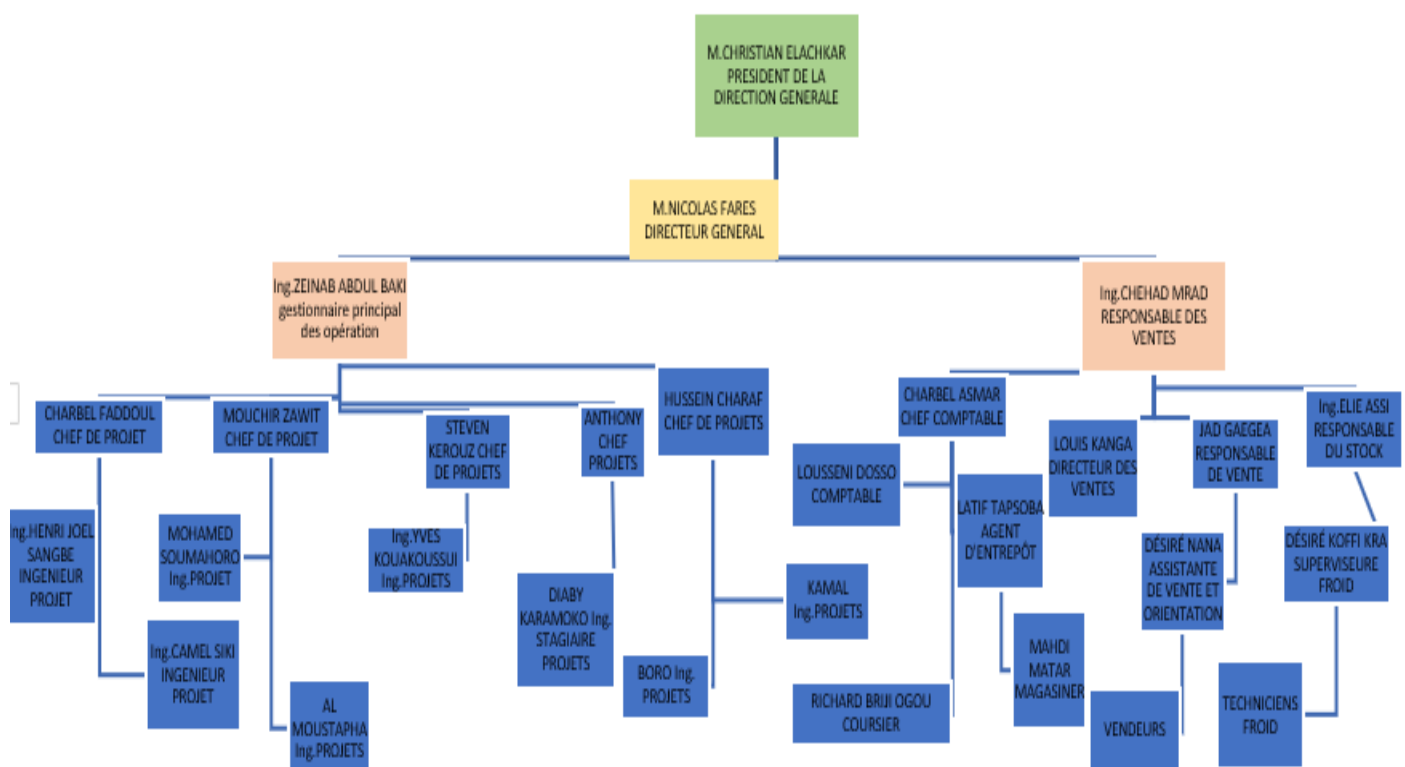 M.CHRISTIAN ELACHKAR
PRESIDENT DE LA
DIRECTION GENERALE
M.NICOLAS FARES
DIRECTEUR GENERAL
Ing.ZEINAB ABDUL BAKI
gestionnaire principal
des opération
Ing.CHEHAD MRAD
RESPONSABLE DES
VENTES
CHARBEL FADDOUL
CHEF DE PROJET
MOUCHIR ZAWIT
CHEF DE PROJET
STEVEN
KEROUZ CHEF
DE PROJETS
ANTHONY
CHEF
PROJETS
HUSSEIN CHARAF
CHEF DE PROJETS
CHARBEL ASMAR
CHEF COMPTABLE
LOUIS KANGA
DIRECTEUR DES
VENTES
JAD GAEGEA
RESPONSABLE
DE VENTE
Ing.ELIE ASSI
RESPONSABLE
DU STOCK
Ing.HENRI JOEL
SANGBE
INGENIEUR
PROJET
MOHAMED
SOUMAHORO
Ing.PROJET
Ing.YVES
KOUAKOUSSUI
Ing.PROJETS
LOUSSENI DOSSO
COMPTABLE
LATIF TAPSOBA
AGENT
D'ENTREPÔT
DÉSIRÉ NANA
ASSISTANTE
DE VENTE ET
ORIENTATION
DÉSIRÉ KOFFI KRA
SUPERVISEURE
FROID
Ing.CAMEL SIKI
INGENIEUR
PROJET
AL
MOUSTAPHA
Ing.PROJETS
DIABY
KARAMOKO Ing.
STAGIAIRE
PROJETS
BORO Ing.
PROJETS
KAMAL
Ing.PROJETS
RICHARD BRIJI OGOU
COURSIER
MAHDI
MATAR
MAGASINER
VENDEURS
TECHNICIENS
FROID